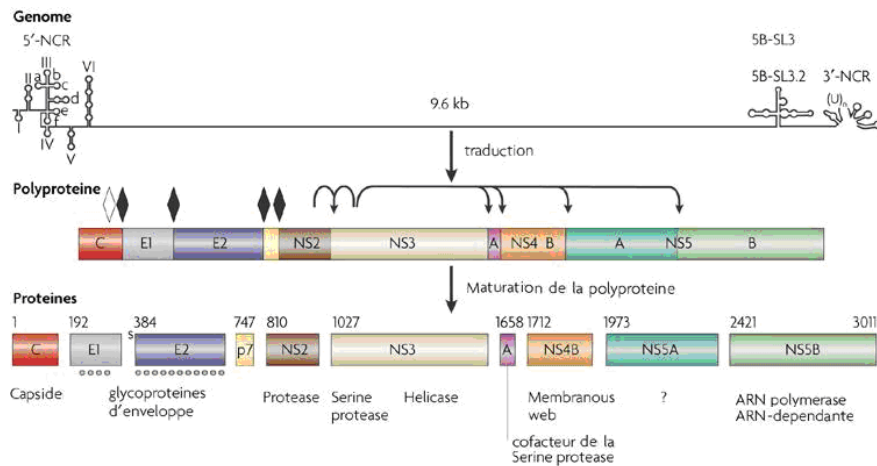 Genome
5′-NCR
III
VI
II a b
c
d
e
f
I
IV
V
9.6 kb
5B-SL3
5B-SL3.2
3′-NCR
(U)n
traduction
Polyproteine
C E1 E2 NS2 NS3 A NS4 B A NS5 B
Maturation de la polyproteine
Proteines
1 192 384 747 810 1027 1658 1712 1973 2421 3011
s
C E1 E2 p7 NS2 NS3 A NS4B NS5A NS5B
Capside
glycoproteines
d'enveloppe
Protease
Serine
protease
Helicase
Membranous
web
?
ARN polymerase
ARN-dependante
cofacteur de la
Serine protease